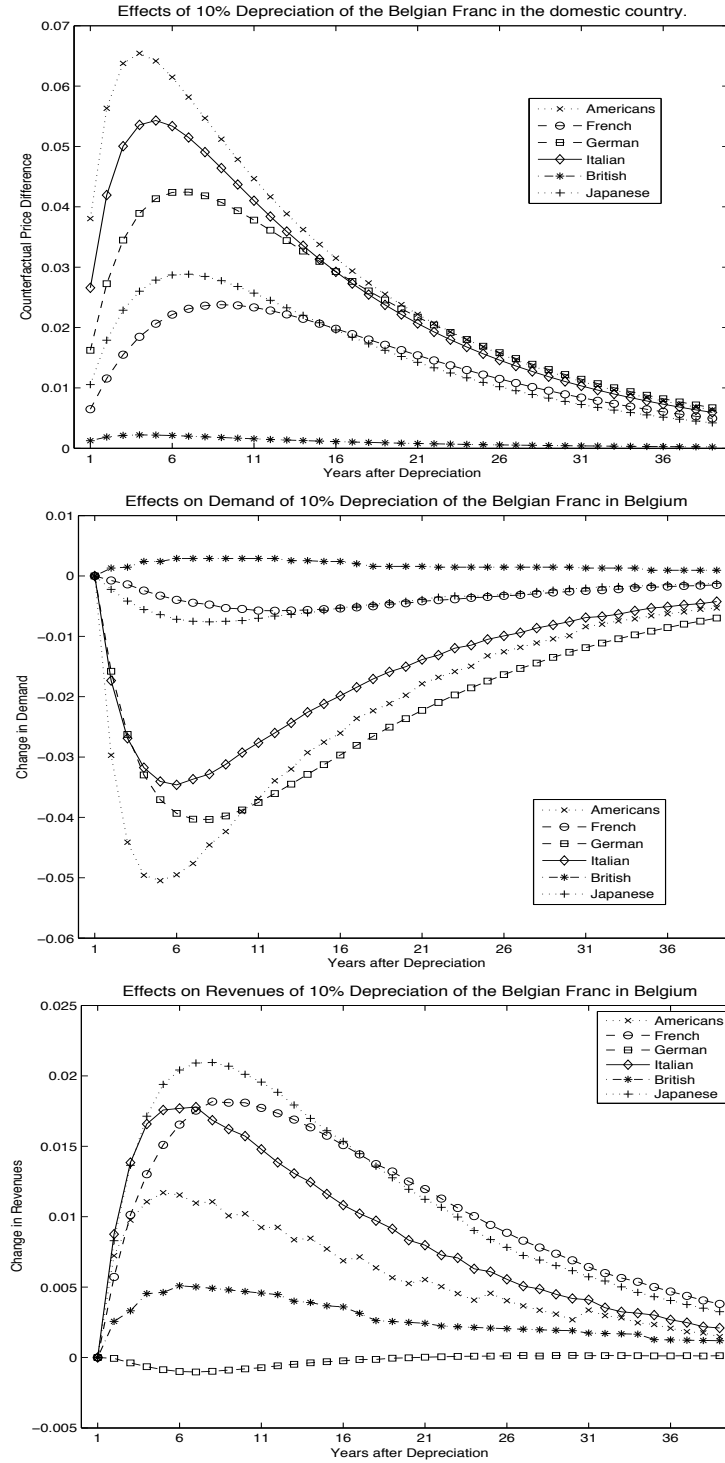 Effects of 10% Depreciation of the Belgian Franc in the domestic country.
0.07
0.06
0.05
0.04
0.03
0.02
0.01
0
Counterfactual Price Difference
Americans
French
German
Italian
British
Japanese
1 6 11 16 21 26 31 36
Years after Depreciation
Effects on Demand of 10% Depreciation of the Belgian Franc in Belgium
0.01
0
−0.01
−0.02
−0.03
−0.04
−0.05
−0.06
Change in Demand
Americans
French
German
Italian
British
Japanese
1 6 11 16 21 26 31 36
Years after Depreciation
Effects on Revenues of 10% Depreciation of the Belgian Franc in Belgium
0.025
0.02
0.015
0.01
0.005
0
−0.005
Change in Revenues
Americans
French
German
Italian
British
Japanese
1 6 11 16 21 26 31 36
Years after Depreciation